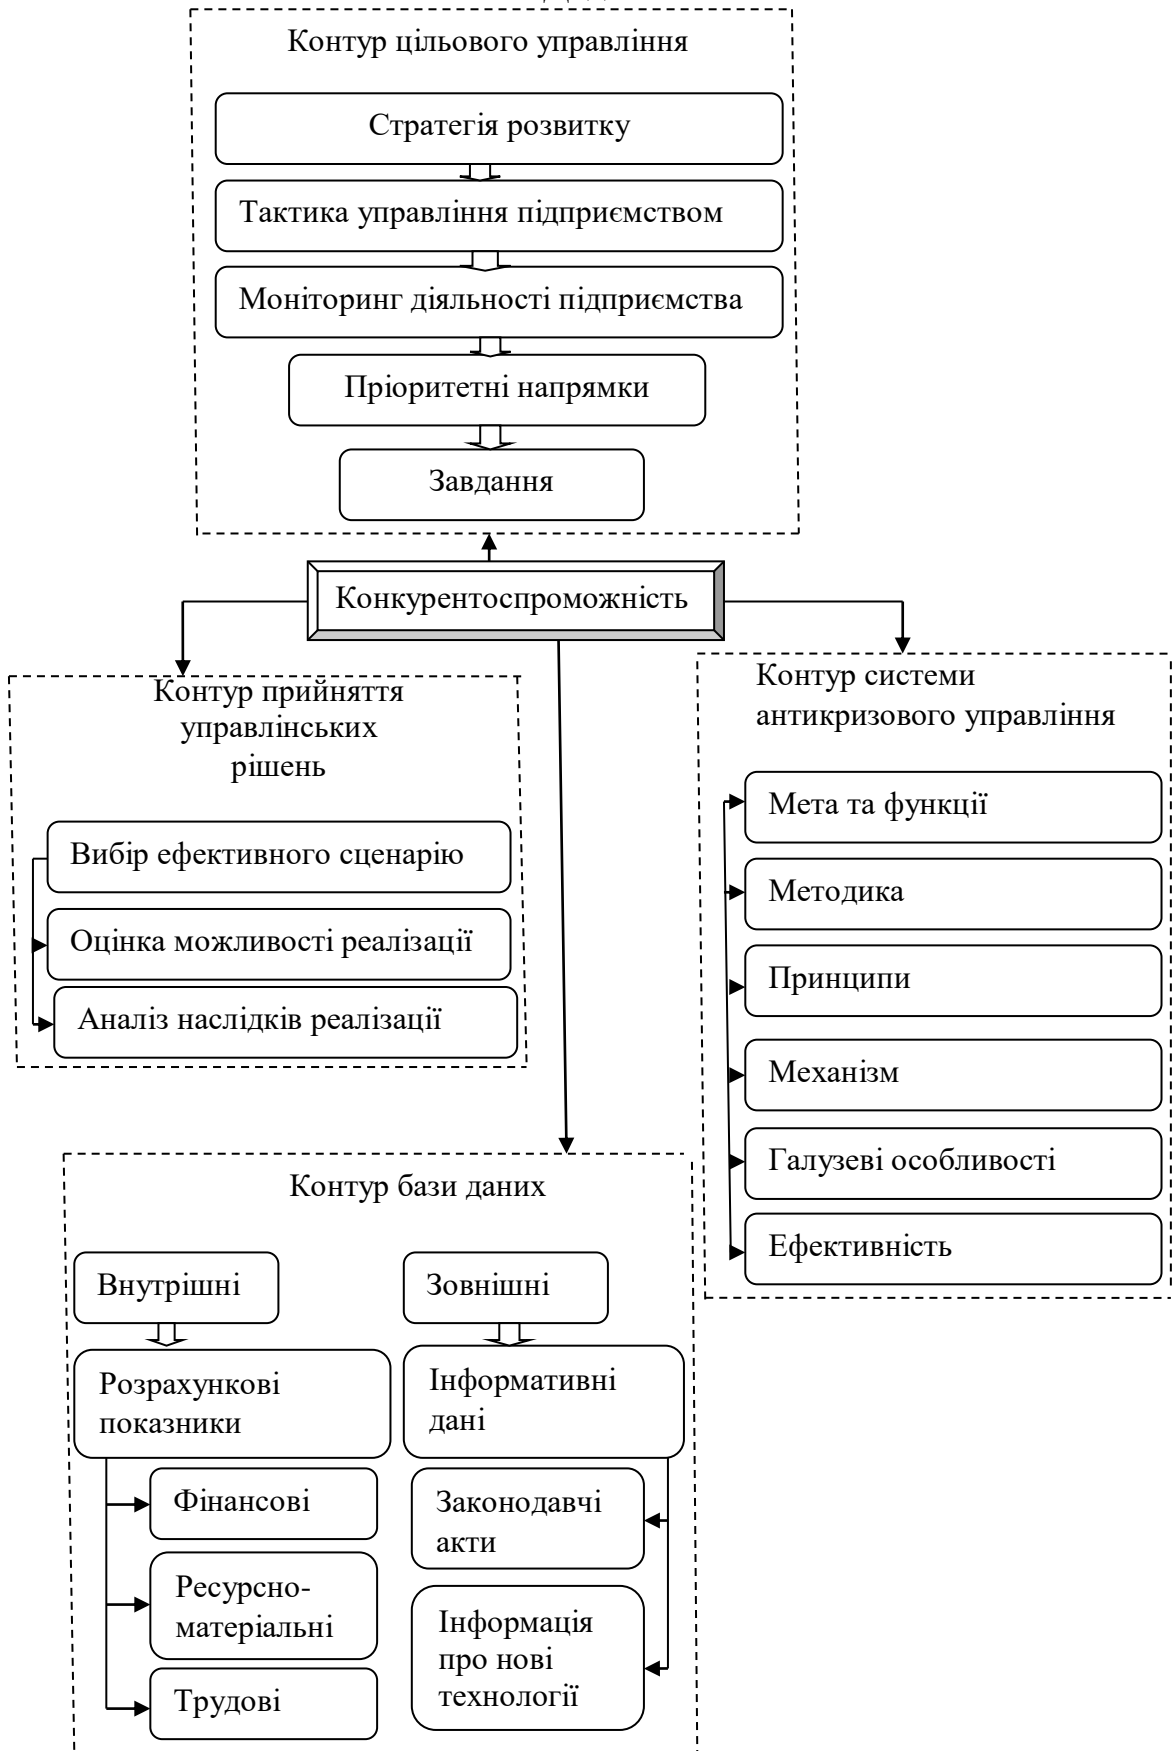 Контур цільового управління
Стратегія розвитку
Тактика управління підприємством
Моніторинг діяльності підприємства
Пріоритетні напрямки
Завдання
Конкурентоспроможність
Контур прийняття
управлінських
рішень
Вибір ефективного сценарію
Оцінка можливості реалізації
Аналіз наслідків реалізації
Контур системи
антикризового управління
Мета та функції
Методика
Принципи
Механізм
Галузеві особливості
Ефективність
Контур бази даних
Внутрішні
Розрахункові
показники
Фінансові
Ресурсно-
матеріальні
Трудові
Зовнішні
Інформативні
дані
Законодавчі
акти
Інформація
про нові
технології